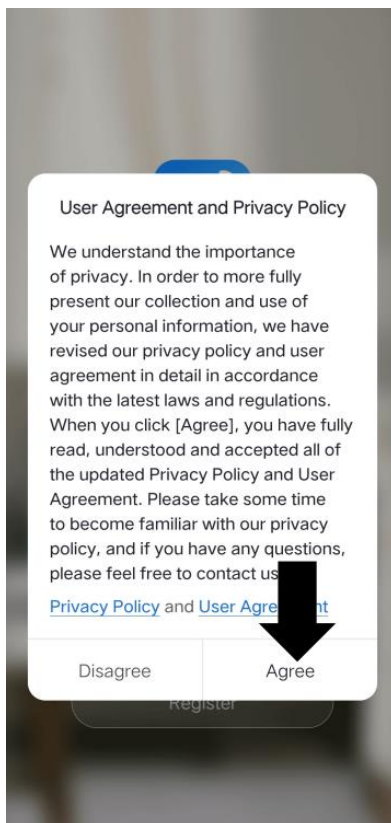 User Agreement and Privacy Policy
We understand the importance
of privacy. In order to more fully
present our collection and use of
your personal information, we have
revised our privacy policy and user
agreement in detail in accordance
with the latest laws and regulations.
When you click [Agree], you have fully
read, understood and accepted all of
the updated Privacy Policy and User
Agreement. Please take some time
to become familiar with our privacy
policy, and if you have any questions,
please feel free to contact us
Privacy Policy and User Agreement
Disagree
Agree
Register